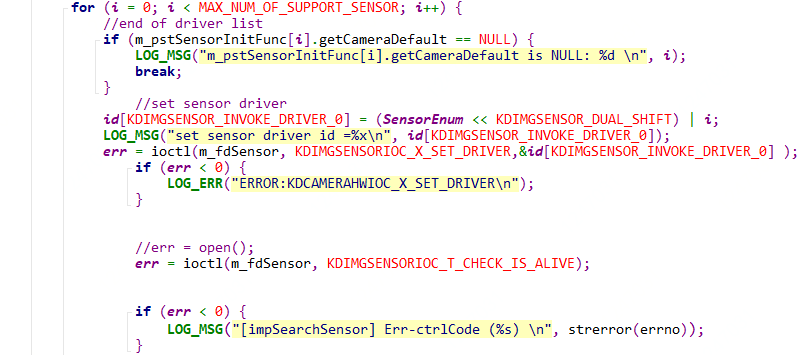 for (i = 0; i < MAX_NUM_OF_SUPPORT_SENSOR; i++) {
//end of driver list
if (m_pstSensorInitFunc[i].getCameraDefault == NULL) {
LOG_MSG("m_pstSensorInitFunc[i].getCameraDefault is NULL: %d \n", i);
break;
}
//set sensor driver
id[KDIMGSENSOR_INVOKE_DRIVER_0] = (SensorEnum << KDIMGSENSOR_DUAL_SHIFT) | i;
LOG_MSG("set sensor driver id =%x\n", id[KDIMGSENSOR_INVOKE_DRIVER_0]);
err = ioctl(m_fdSensor, KDIMGSENSORIOC_X_SET_DRIVER,&id[KDIMGSENSOR_INVOKE_DRIVER_0] );
if (err < 0) {
LOG_ERR("ERROR:KDCAMERAHWIOC_X_SET_DRIVER\n");
}
//err = open();
err = ioctl(m_fdSensor, KDIMGSENSORIOC_T_CHECK_IS_ALIVE);
if (err < 0) {
LOG_MSG("[impSearchSensor] Err-ctrlCode (%s) \n", strerror(errno));
}